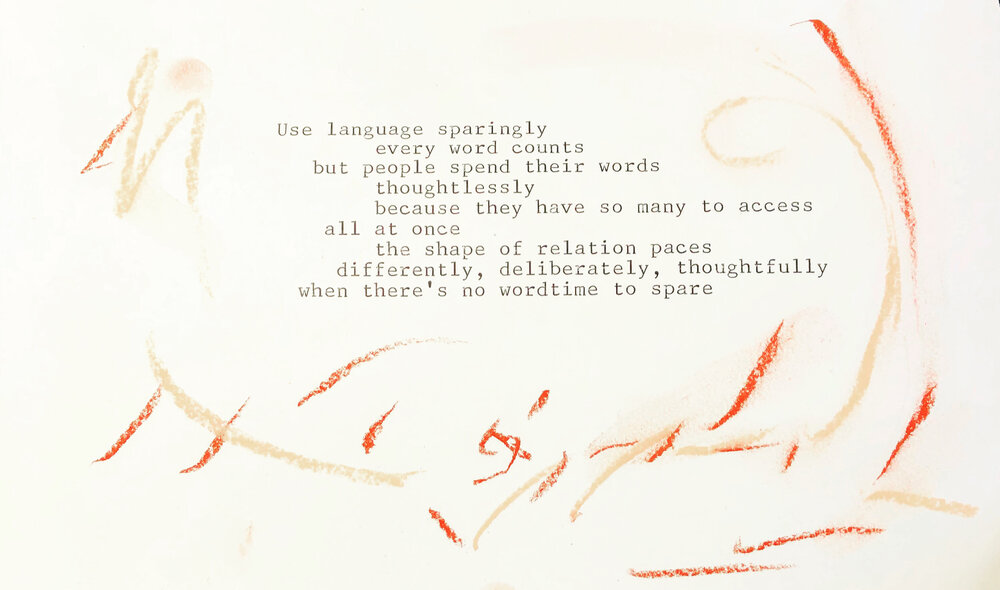 Use language sparingly
every word counts
but people spend their words
thoughtlessly
because they have so many to access
all at once
the shape of relation paces
differently, deliberately, thoughtfully
when there's no wordtime to spare